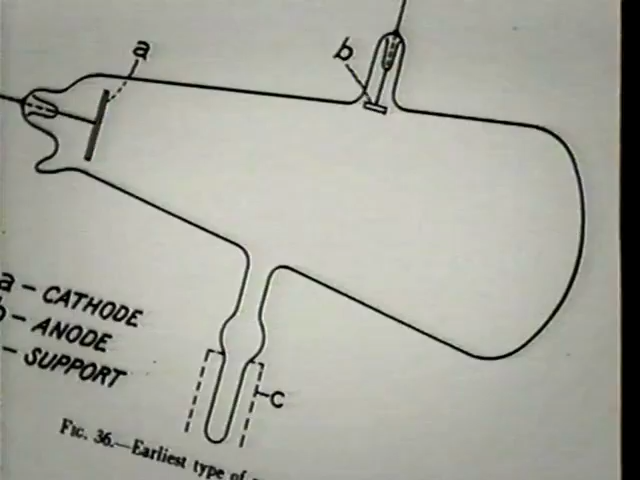 a
b
a - CATHODE
b - ANODE
- SUPPORT
c
FIG. 36.—Earliest type of